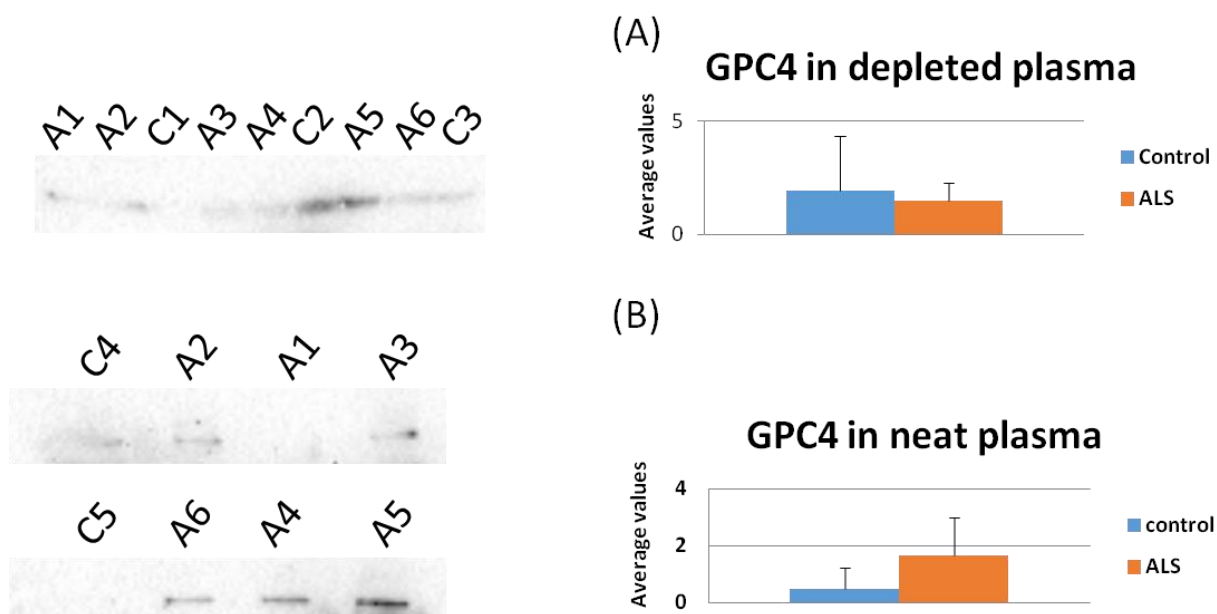 (A)
GPC4 in depleted plasma
A1 A2 C1 A3 A4 C2 A5 A6 C3
5
Average values
0
Control
ALS
(B)
C4 A2 A1 A3
GPC4 in neat plasma
C5 A6 A4 A5
4
Average values
2
0
control
ALS